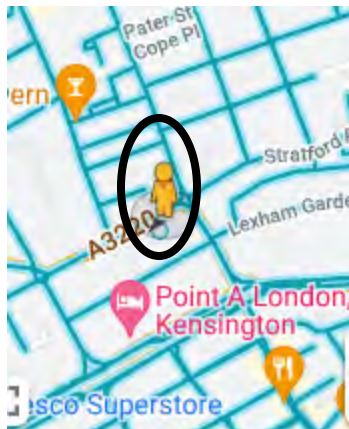 Pater St
Cope Pl
ern
Stratford
Lexham Garde
A3220
Point A London,
Kensington
esco Superstore